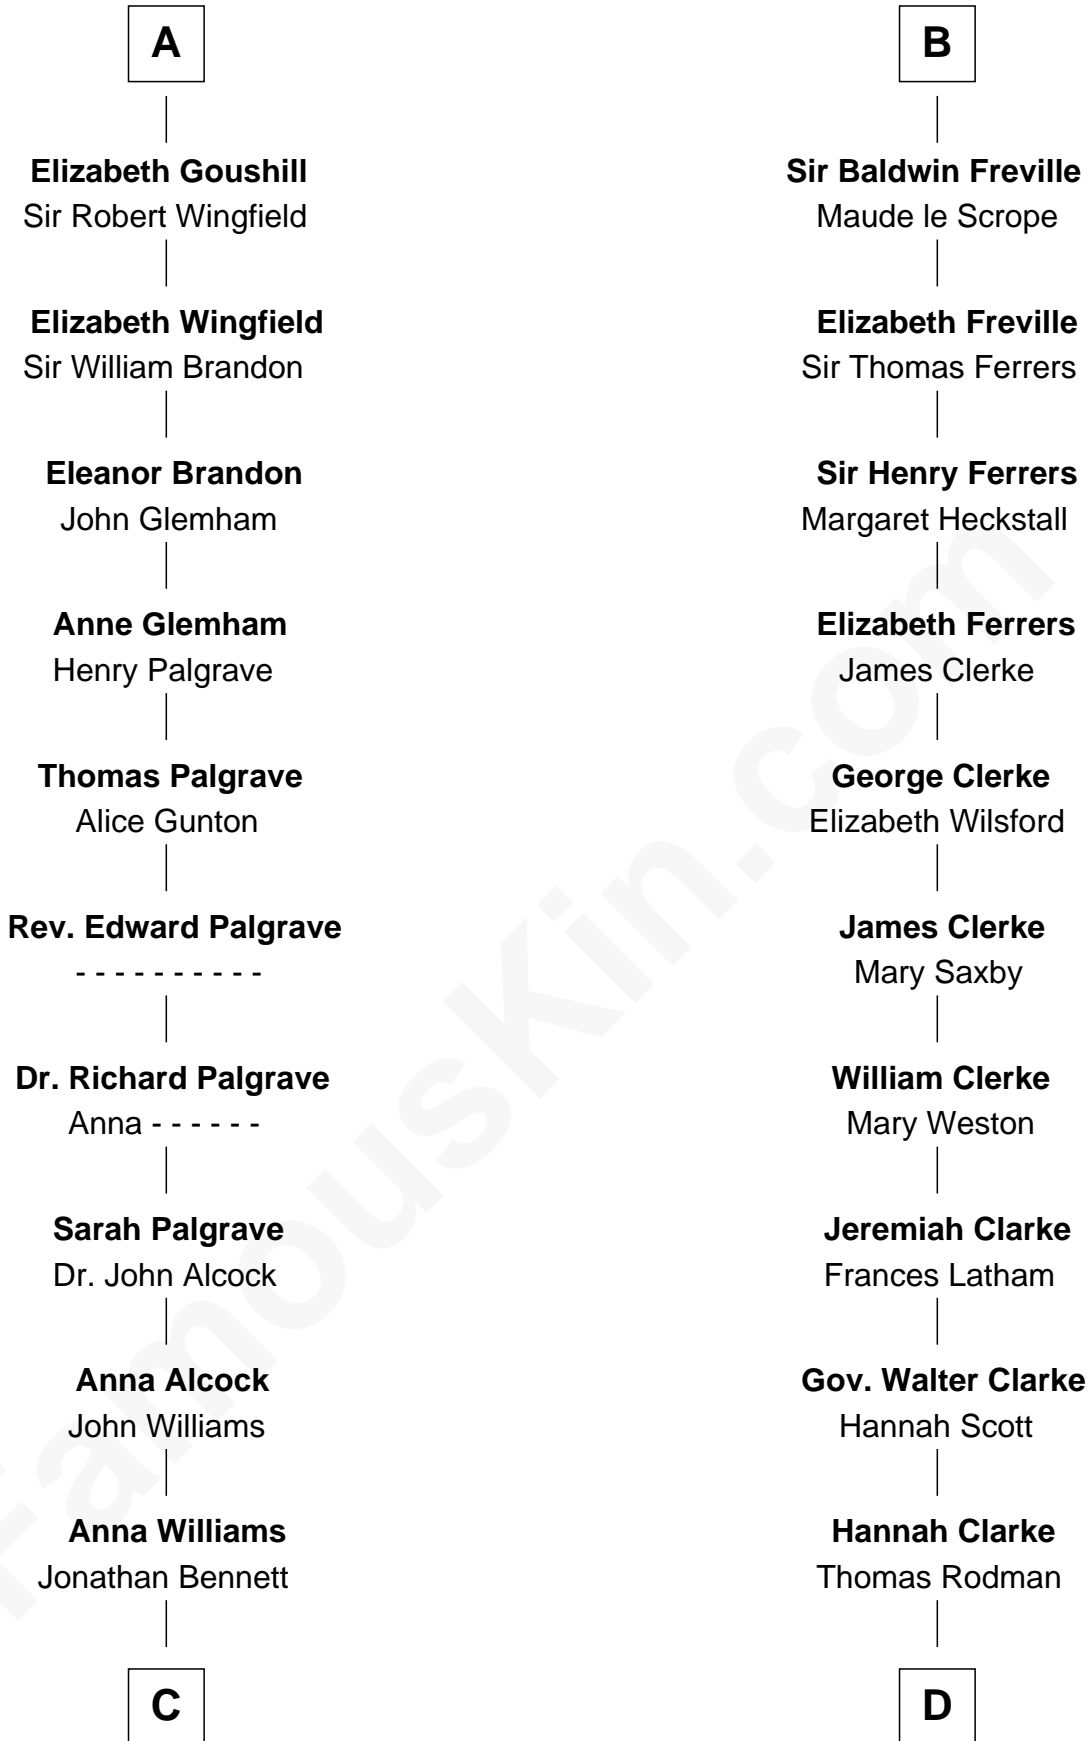 A
Elizabeth Goushill
Sir Robert Wingfield
Elizabeth Wingfield
Sir William Brandon
Eleanor Brandon
John Glemham
Anne Glemham
Henry Palgrave
Thomas Palgrave
Alice Gunton
Rev. Edward Palgrave
- - - - - - - - - -
Dr. Richard Palgrave
Anna - - - - - -
Sarah Palgrave
Dr. John Alcock
Anna Alcock
John Williams
Anna Williams
Jonathan Bennett
C
B
Sir Baldwin Freville
Maude le Scrope
Elizabeth Freville
Sir Thomas Ferrers
Sir Henry Ferrers
Margaret Heckstall
Elizabeth Ferrers
James Clerke
George Clerke
Elizabeth Wilsford
James Clerke
Mary Saxby
William Clerke
Mary Weston
Jeremiah Clarke
Frances Latham
Gov. Walter Clarke
Hannah Scott
Hannah Clarke
Thomas Rodman
D
FamousKin.com